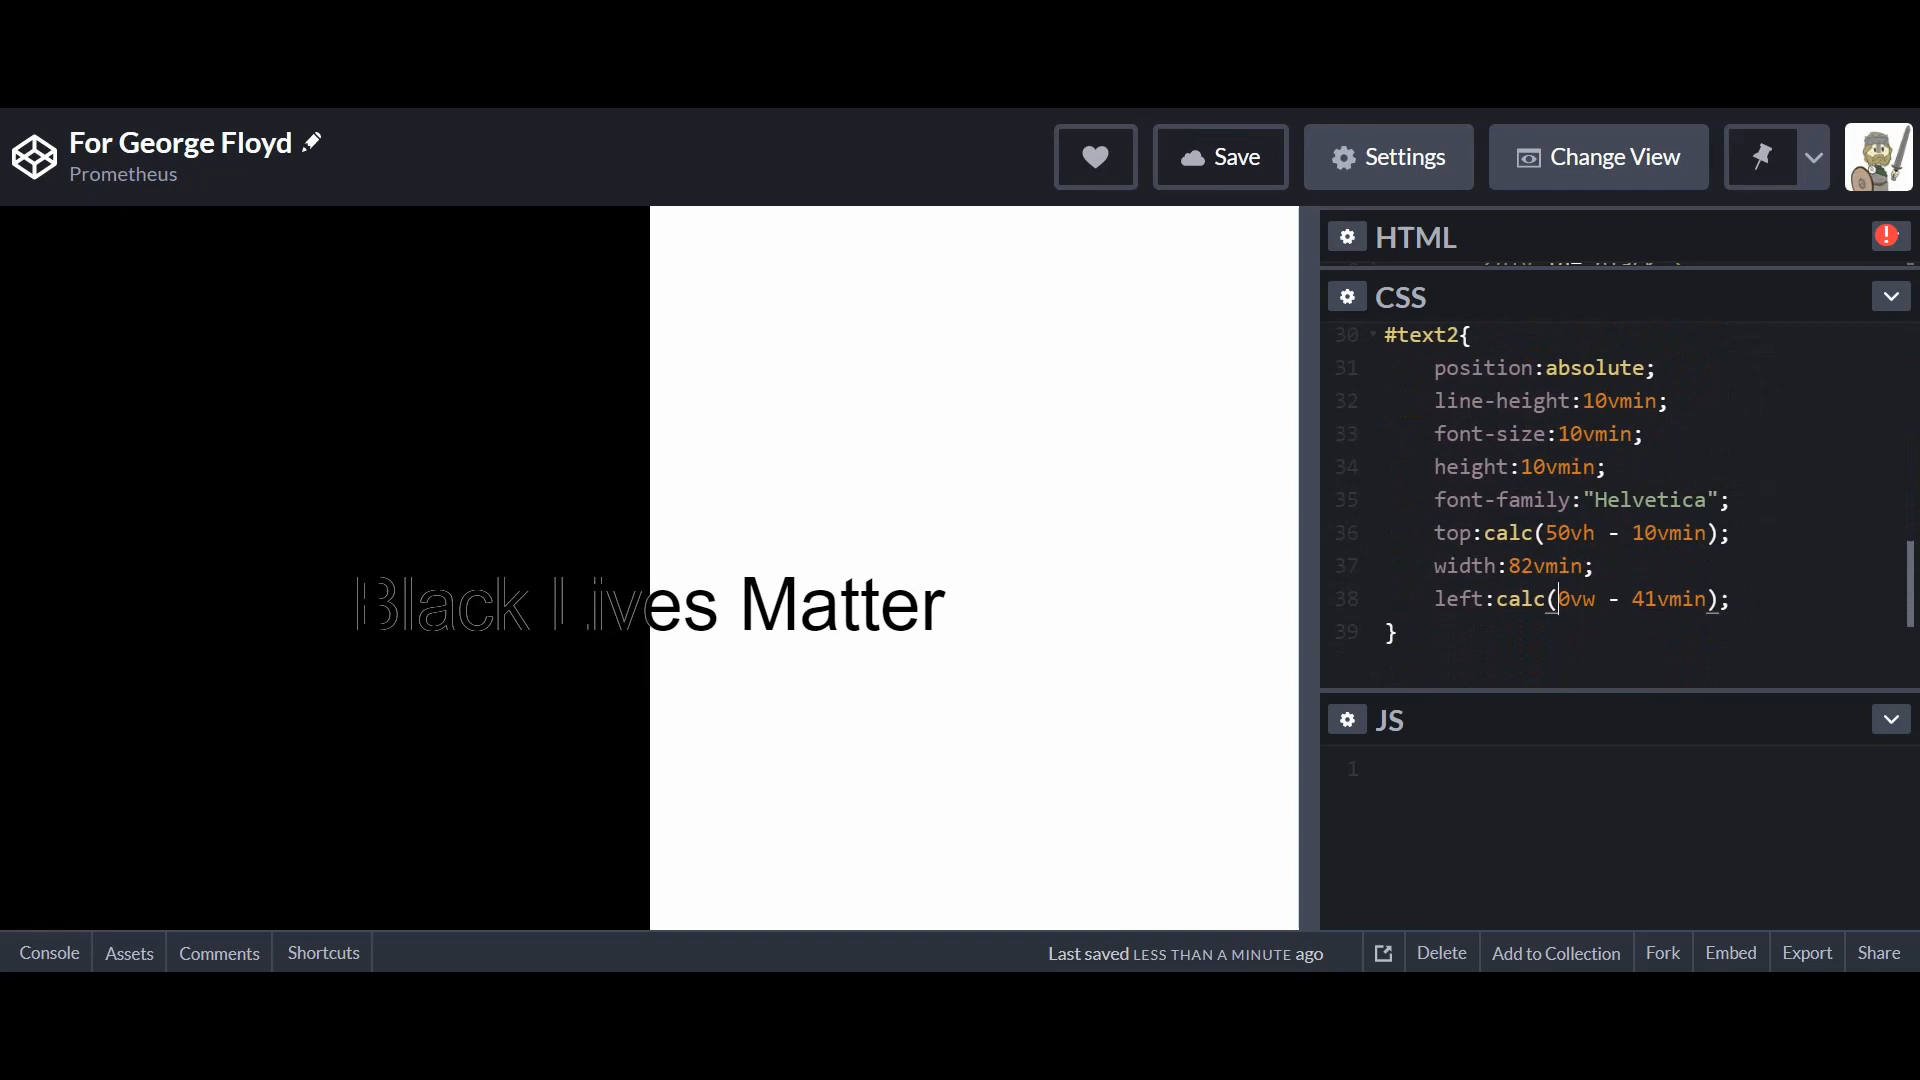 For George Floyd
Prometheus
Save
Settings
Change View
Black Lives Matter
HTML
CSS
30 #text2{
31 position:absolute;
32 line-height:10vmin;
33 font-size:10vmin;
34 height:10vmin;
35 font-family:"Helvetica";
36 top:calc(50vh - 10vmin);
37 width:82vmin;
38 left:calc(0vw - 41vmin);
39 }
JS
1
Console
Assets
Comments
Shortcuts
Last saved LESS THAN A MINUTE ago
Delete
Add to Collection
Fork
Embed
Export
Share